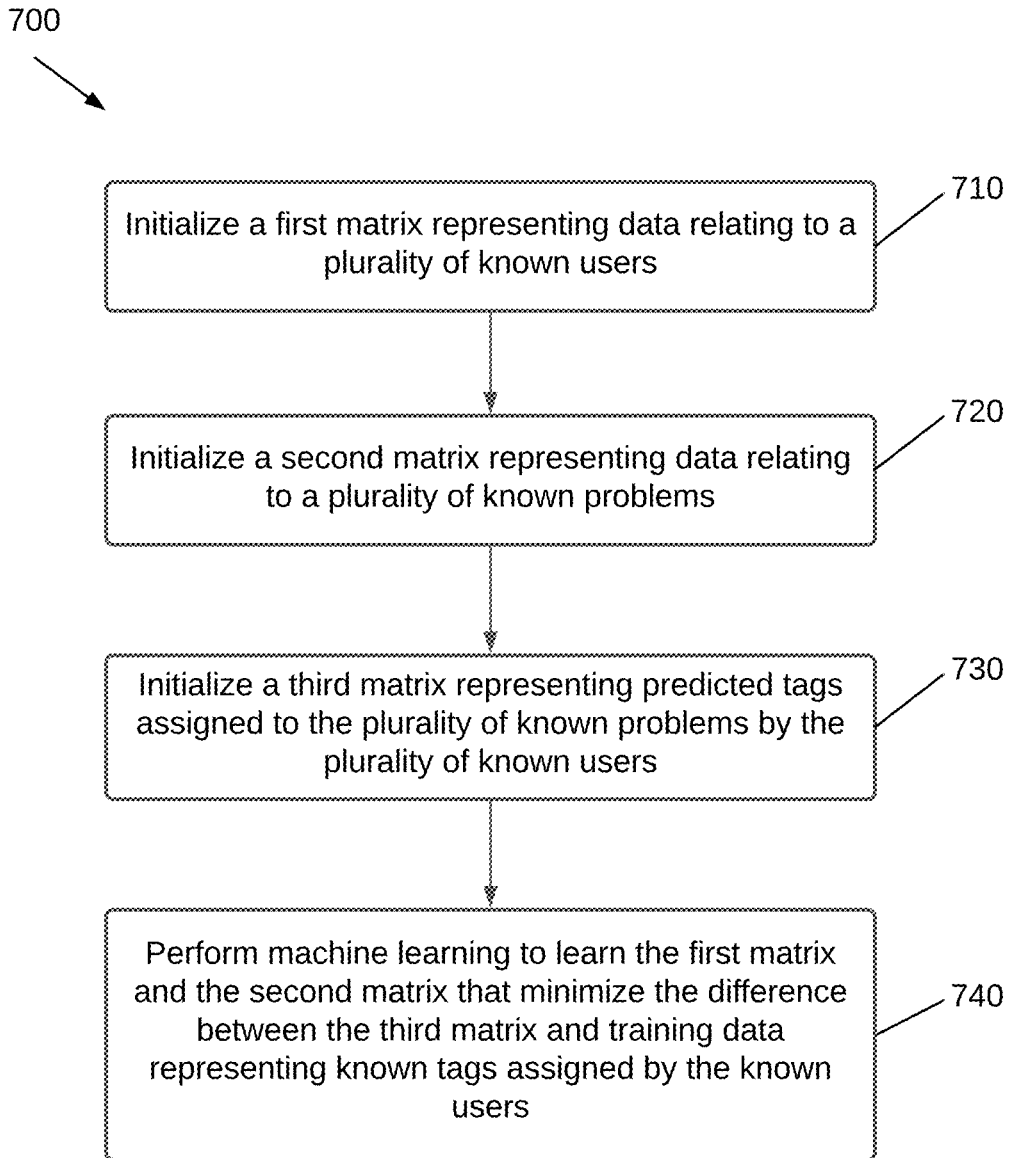 700
710
Initialize a first matrix representing data relating to a
plurality of known users
720
Initialize a second matrix representing data relating
to a plurality of known problems
730
Initialize a third matrix representing predicted tags
assigned to the plurality of known problems by the
plurality of known users
740
Perform machine learning to learn the first matrix
and the second matrix that minimize the difference
between the third matrix and training data
representing known tags assigned by the known
users